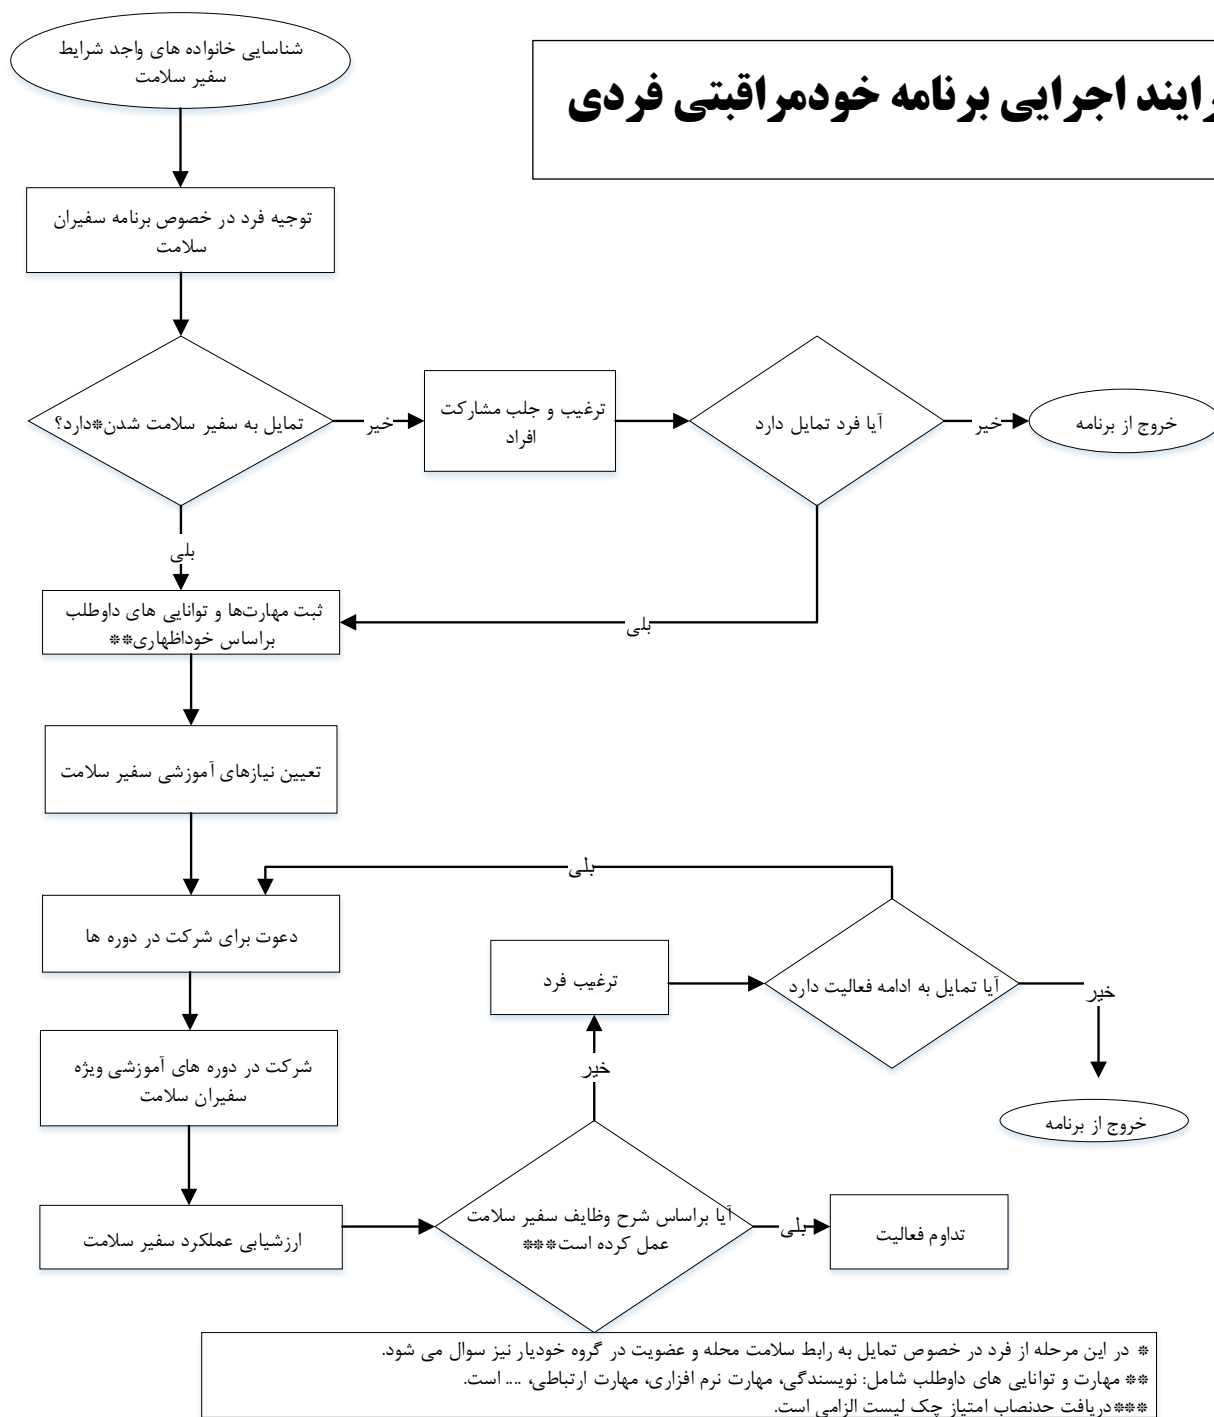 شناسایی خانواده های واجد شرایط
سفیر سلامت
رایند اجرایی برنامه خودمراقبتی فردی
توجیه فرد در خصوص برنامه سفیران
سلامت
تمایل به سفیر سلامت شدن*دارد؟
خیر
ترغیب و جلب مشارکت
افراد
آیا فرد تمایل دارد
خیر
خروج از برنامه
بلی
ثبت مهارت‌ها و توانایی های داوطلب
براساس خوداظهاری**
بلی
تعیین نیازهای آموزشی سفیر سلامت
بلی
دعوت برای شرکت در دوره ها
ترغیب فرد
آیا تمایل به ادامه فعالیت دارد
خیر
شرکت در دوره های آموزشی ویژه
سفیران سلامت
خیر
خروج از برنامه
ارزشیابی عملکرد سفیر سلامت
آیا براساس شرح وظایف سفیر سلامت
عمل کرده است***
بلی
تداوم فعالیت
* در این مرحله از فرد در خصوص تمایل به رابط سلامت محله و عضویت در گروه خودیار نیز سوال می شود.
** مهارت و توانایی های داوطلب شامل: نویسندگی، مهارت نرم افزاری، مهارت ارتباطی، .... است.
***دریافت حدنصاب امتیاز چک لیست الزامی است.